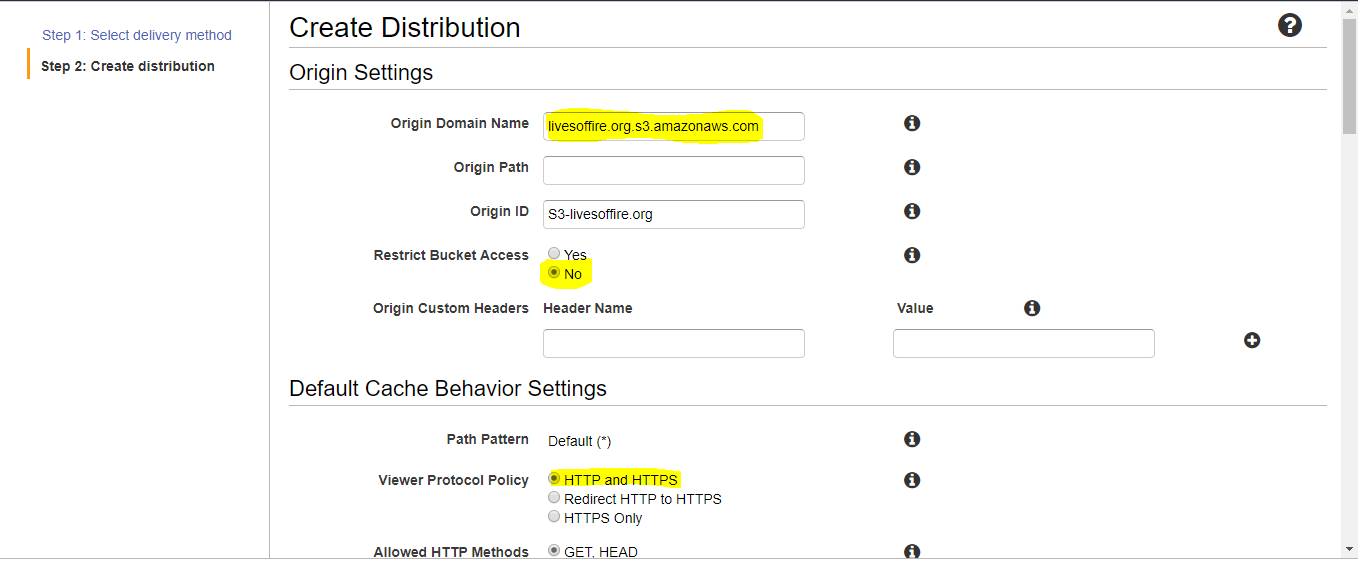 Step 1: Select delivery method
Step 2: Create distribution
Create Distribution
Origin Settings
Origin Domain Name livesoffire.org.s3.amazonaws.com
Origin Path
Origin ID S3-livesoffire.org
Restrict Bucket Access Yes
No
Origin Custom Headers Header Name Value
Default Cache Behavior Settings
Path Pattern Default (*)
Viewer Protocol Policy HTTP and HTTPS
Redirect HTTP to HTTPS
HTTPS Only
Allowed HTTP Methods GET, HEAD